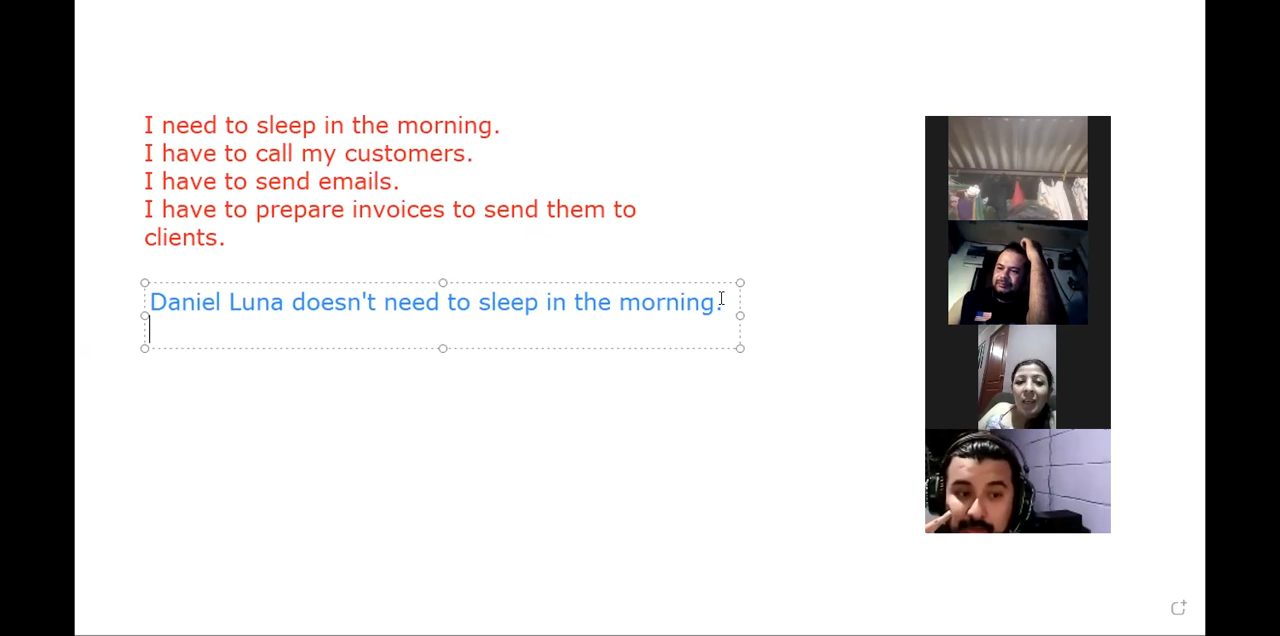 I need to sleep in the morning.
I have to call my customers.
I have to send emails.
I have to prepare invoices to send them to
clients.
Daniel Luna doesn't need to sleep in the morning.